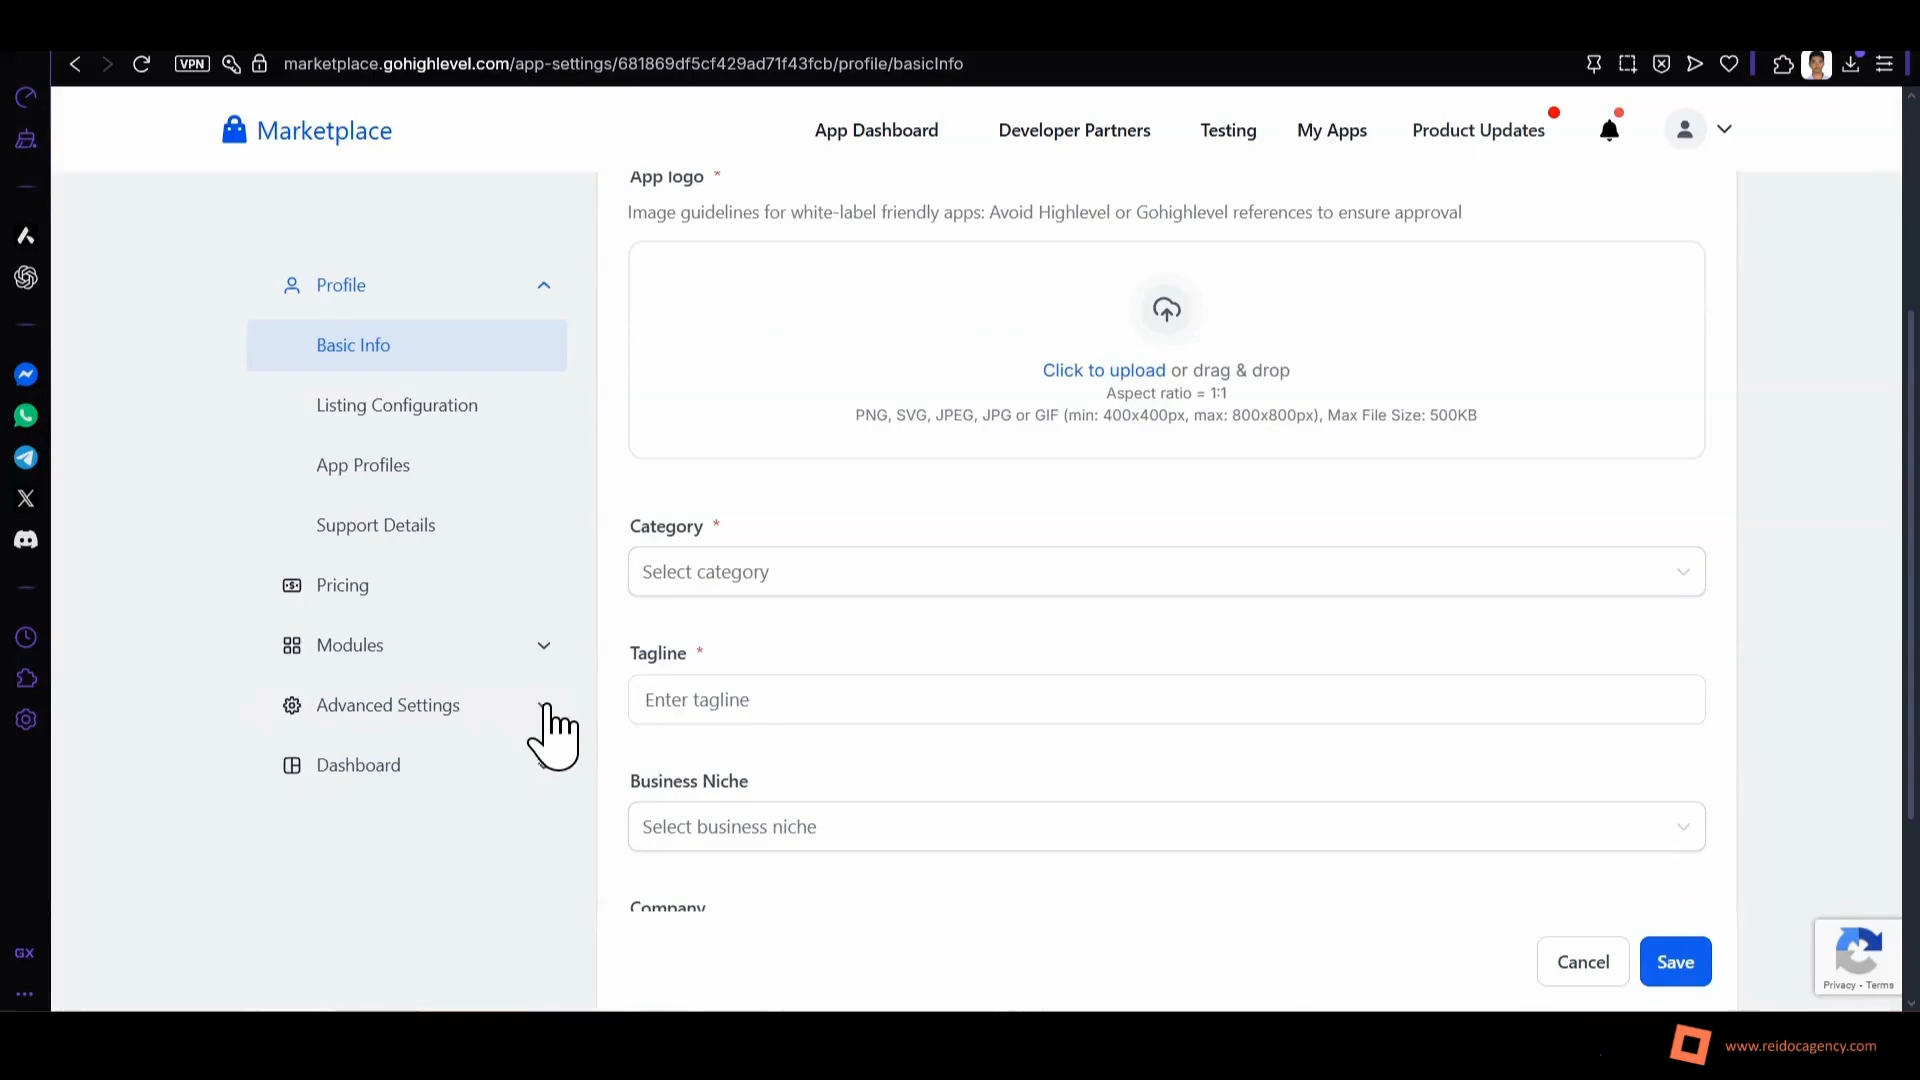 VPN
marketplace.gohighlevel.com/app-settings/681869df5cf429ad71f43fcb/profile/basicInfo
Marketplace
App Dashboard
Developer Partners
Testing
My Apps
Product Updates
App logo *
Image guidelines for white-label friendly apps: Avoid Highlevel or Gohighlevel references to ensure approval
Profile
Basic Info
Listing Configuration
App Profiles
Support Details
Pricing
Modules
Advanced Settings
Dashboard
Click to upload or drag & drop
Aspect ratio = 1:1
PNG, SVG, JPEG, JPG or GIF (min: 400x400px, max: 800x800px), Max File Size: 500KB
Category *
Select category
Tagline *
Enter tagline
Business Niche
Select business niche
Company
Cancel
Save
Privacy - Terms
GX
www.reidocagency.com